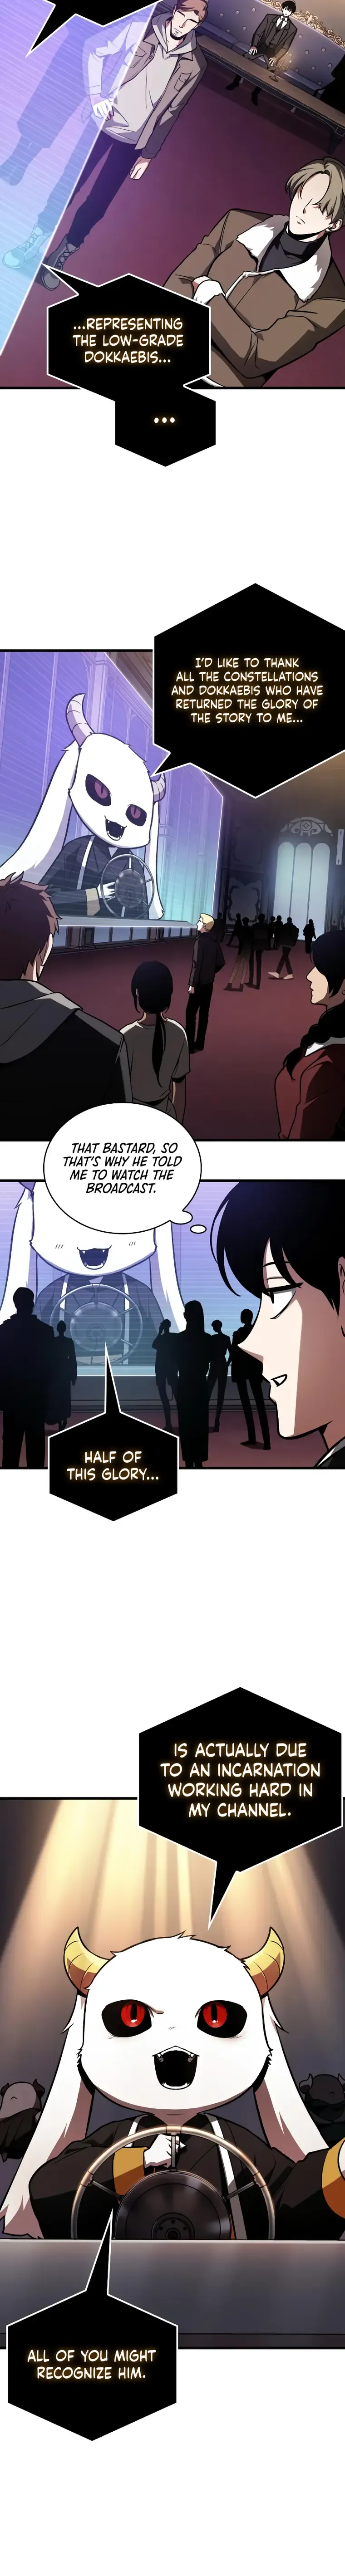 ...REPRESENTING
THE LOW-GRADE
DOKKAEBIS...
...
I'D LIKE TO THANK
ALL THE CONSTELLATIONS
AND DOKKAEBIS WHO HAVE
RETURNED THE GLORY OF
THE STORY TO ME...
THAT BASTARD, SO
THAT'S WHY HE TOLD
ME TO WATCH THE
BROADCAST.
HALF OF
THIS GLORY...
IS ACTUALLY DUE
TO AN INCARNATION
WORKING HARD IN
MY CHANNEL.
ALL OF YOU MIGHT
RECOGNIZE HIM.